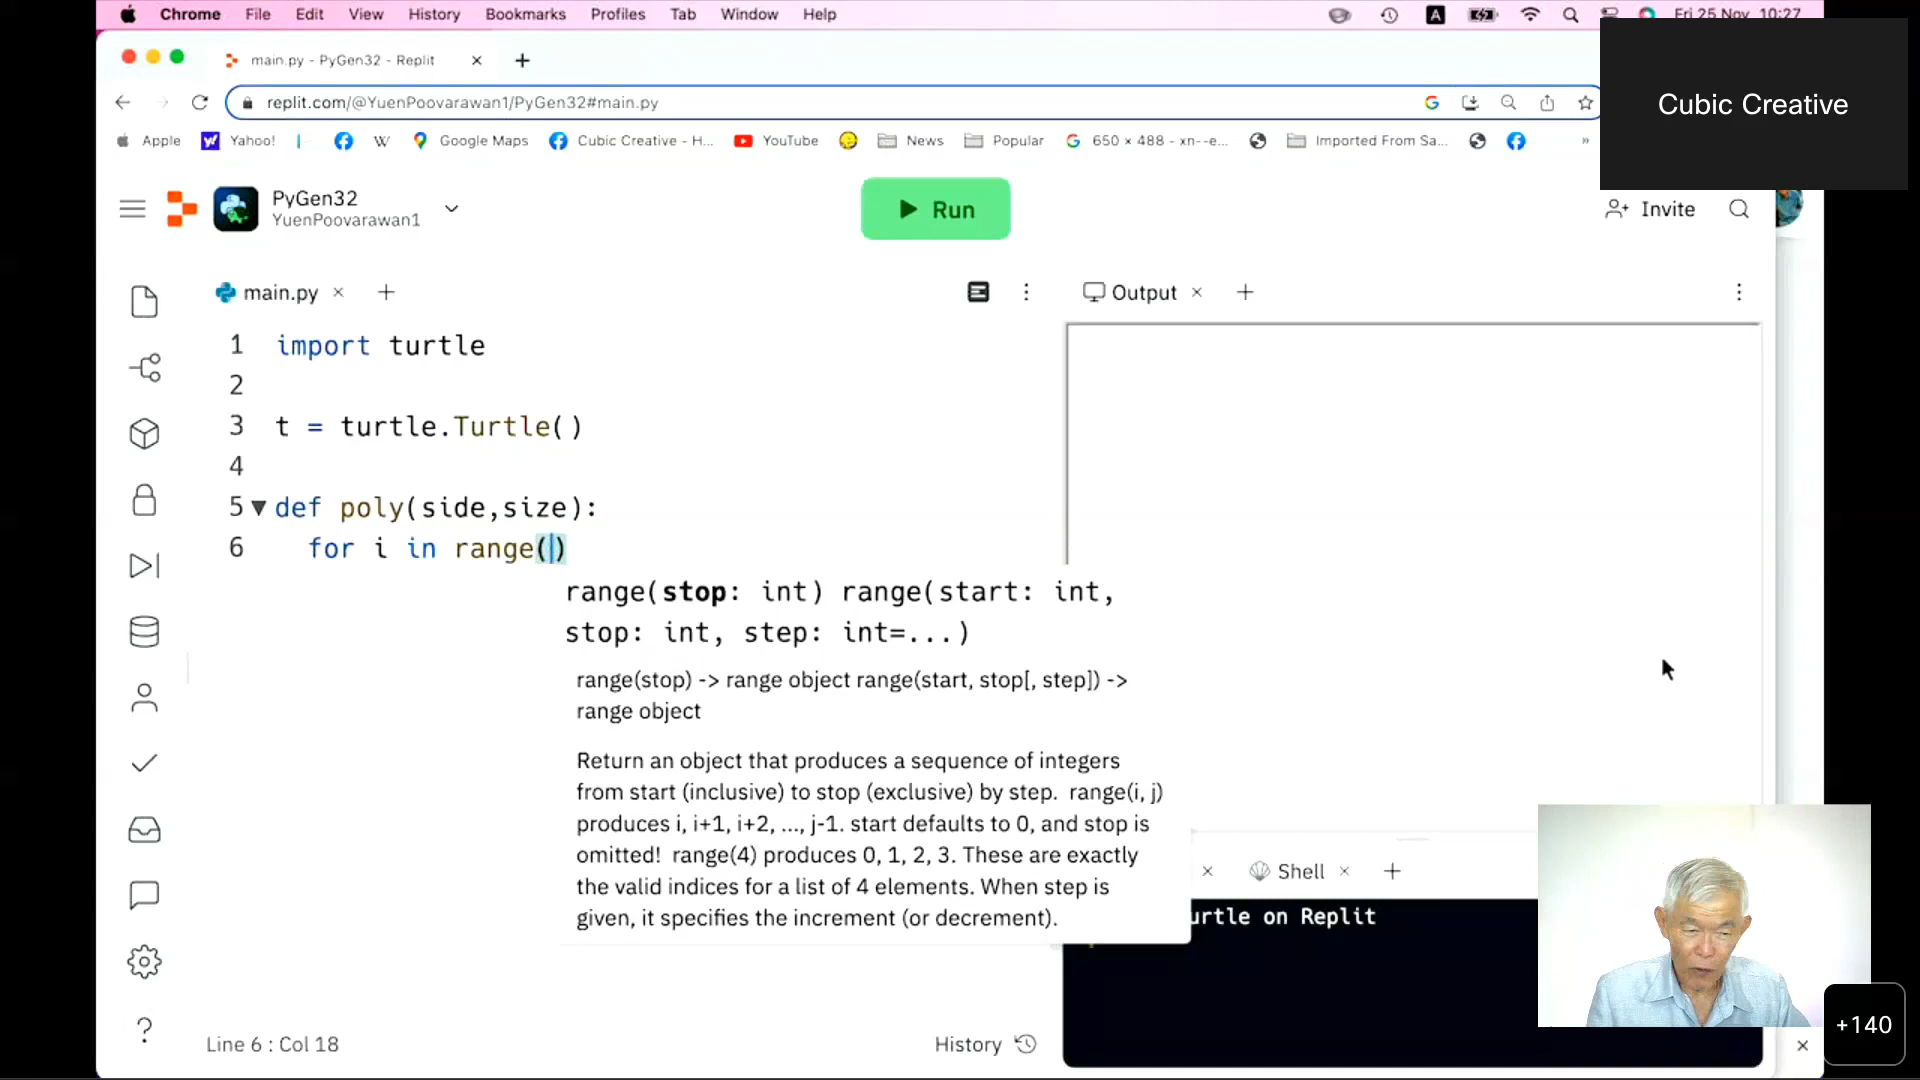 Chrome File Edit View History Bookmarks Profiles Tab Window Help
A Fri 25 Nov 10:27
main.py - PyGen32 - Replit
replit.com/@YuenPoovarawan1/PyGen32#main.py
Apple Yahoo! W Google Maps Cubic Creative - H... YouTube News Popular 650 × 488 - xn--e... Imported From Sa... »
Cubic Creative
PyGen32
YuenPoovarawan1
Run
Invite
main.py
Output
1 import turtle
2
3 t = turtle.Turtle()
4
5 def poly(side,size):
6 for i in range()
range(stop: int) range(start: int,
stop: int, step: int=...)
range(stop) -> range object range(start, stop[, step]) ->
range object
Return an object that produces a sequence of integers
from start (inclusive) to stop (exclusive) by step. range(i, j)
produces i, i+1, i+2, ..., j-1. start defaults to 0, and stop is
omitted! range(4) produces 0, 1, 2, 3. These are exactly
the valid indices for a list of 4 elements. When step is
given, it specifies the increment (or decrement).
Shell
urtle on Replit
Line 6 : Col 18
History
+140